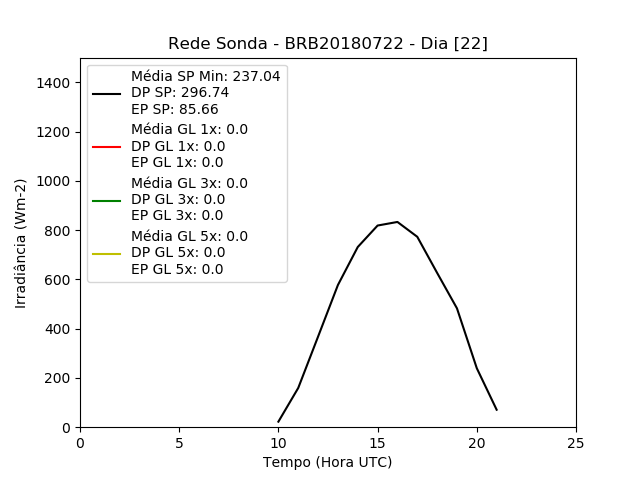 Rede Sonda - BRB20180722 - Dia [22]
Média SP Min: 237.04
DP SP: 296.74
EP SP: 85.66
Média GL 1x: 0.0
DP GL 1x: 0.0
EP GL 1x: 0.0
Média GL 3x: 0.0
DP GL 3x: 0.0
EP GL 3x: 0.0
Média GL 5x: 0.0
DP GL 5x: 0.0
EP GL 5x: 0.0
Irradiância (Wm-2)
1400
1200
1000
800
600
400
200
0
0 5 10 15 20 25
Tempo (Hora UTC)